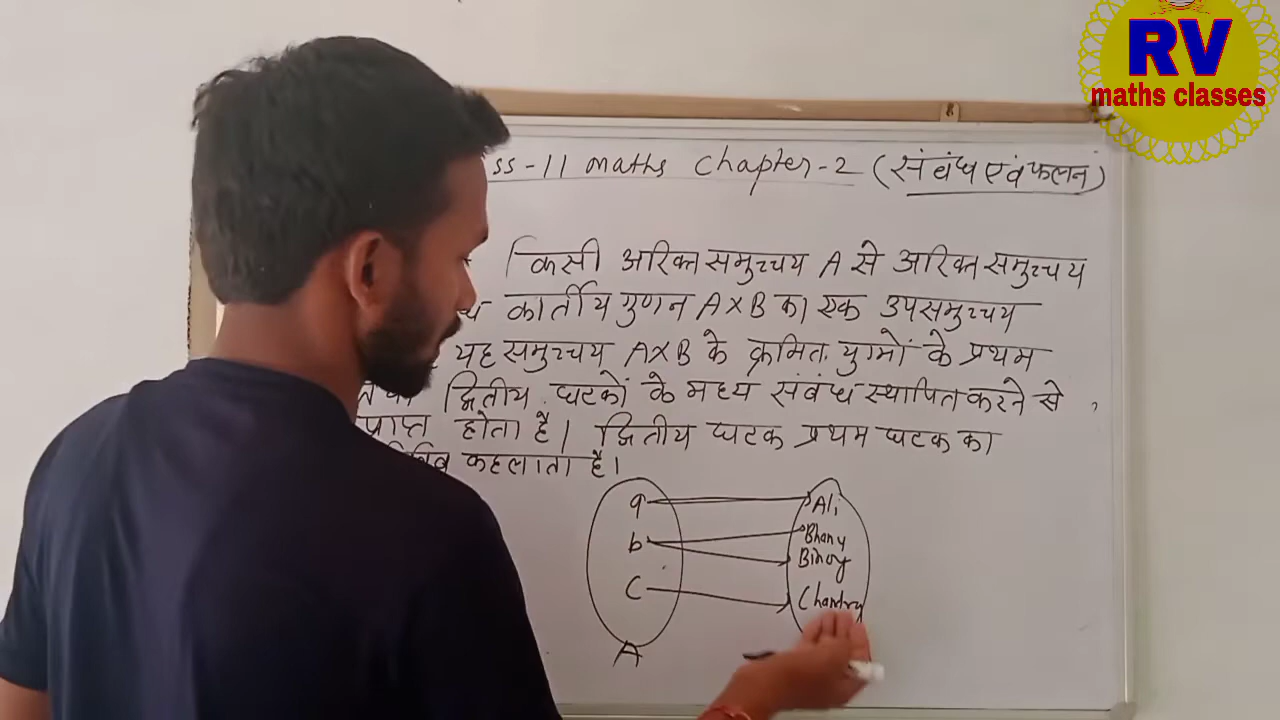 RV
maths classes
ss-11 maths Chapter-2 (संबंध एवं फलन)
किसी अरिक्त समुच्चय A से अरिक्त समुच्चय
कार्तीय गुणन A×B का एक उपसमुच्चय
यह समुच्चय A×B के क्रमित युग्मों के प्रथम
द्वितीय घटकों के मध्य संबंध स्थापित करने से
प्राप्त होता है। द्वितीय घटक प्रथम घटक का
कहलाता है।
a Ali
b Bhanu
Binoy
C Chandra
A